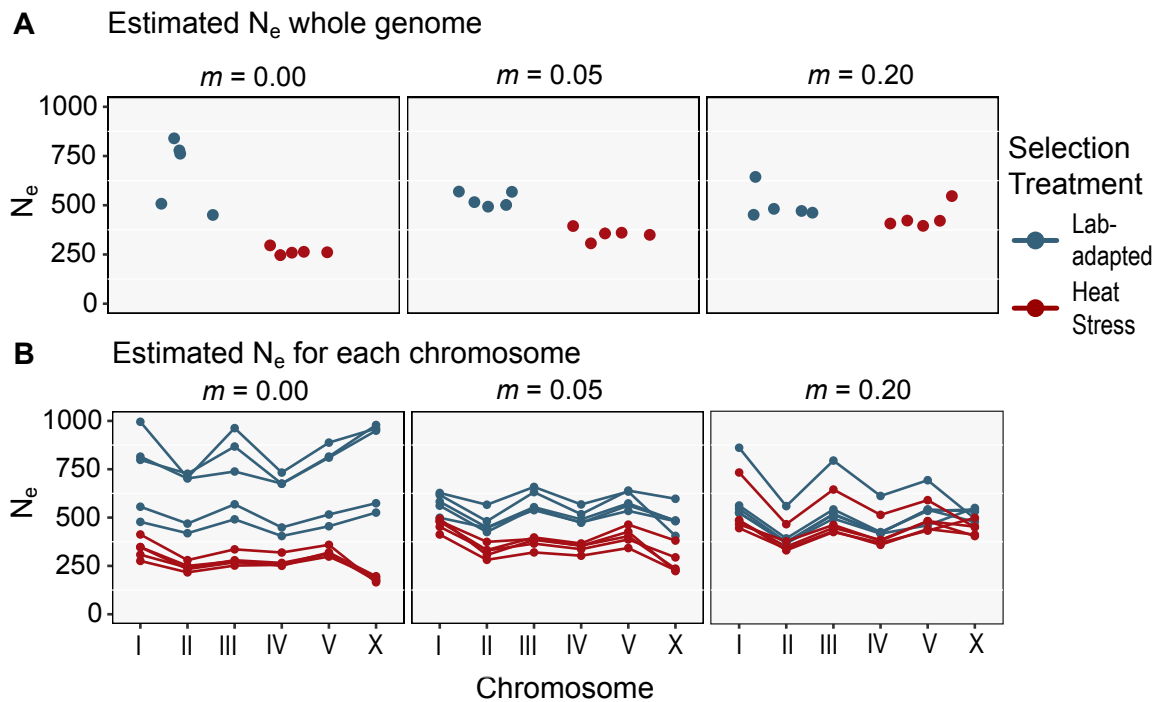 A Estimated Ne whole genome
m = 0.00 m = 0.05 m = 0.20
1000
750
500
250
0
Ne
Selection
Treatment
Lab-
adapted
Heat
Stress
B Estimated Ne for each chromosome
m = 0.00 m = 0.05 m = 0.20
1000
750
500
250
0
Ne
I II III IV V X I II III IV V X I II III IV V X
Chromosome